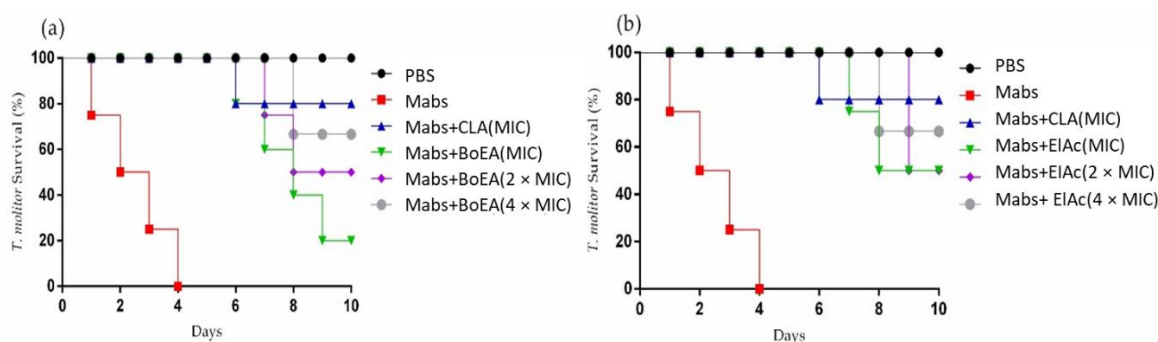 (a)
T. molitor Survival (%)
100
80
60
40
20
0
0 2 4 6 8 10
Days
PBS
Mabs
Mabs+CLA(MIC)
Mabs+BoEA(MIC)
Mabs+BoEA(2 × MIC)
Mabs+BoEA(4 × MIC)
(b)
T. molitor Survival (%)
100
80
60
40
20
0
0 2 4 6 8 10
Days
PBS
Mabs
Mabs+CLA(MIC)
Mabs+ElAc(MIC)
Mabs+ElAc(2 × MIC)
Mabs+ ElAc(4 × MIC)